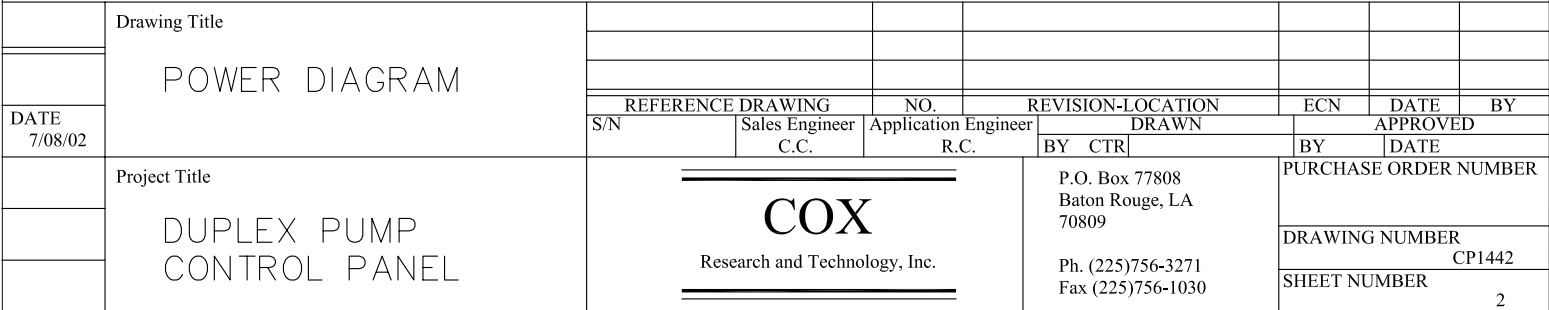 Drawing Title
POWER DIAGRAM
DATE
7/08/02
REFERENCE DRAWING NO. REVISION-LOCATION ECN DATE BY
S/N Sales Engineer Application Engineer DRAWN APPROVED
C.C. R.C. BY CTR BY DATE
Project Title
DUPLEX PUMP
CONTROL PANEL
COX
Research and Technology, Inc.
P.O. Box 77808
Baton Rouge, LA
70809
Ph. (225)756-3271
Fax (225)756-1030
PURCHASE ORDER NUMBER
DRAWING NUMBER
CP1442
SHEET NUMBER
2